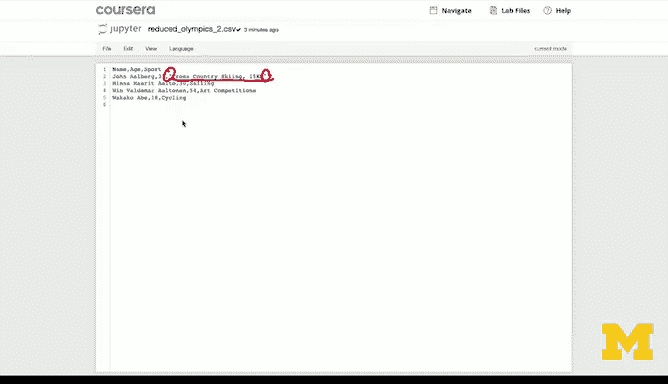 coursera
Navigate
Lab Files
Help
jupyter reduced_olympics_2.csv 3 minutes ago
File Edit View Language
current mode
1 Name,Age,Sport
2 John Aalberg,31, Cross Country Skiing, 15KM
3 Minna Maarit Aalto,30,Sailing
4 Win Valdemar Aaltonen,54,Art Competitions
5 Wakako Abe,18,Cycling
6
M